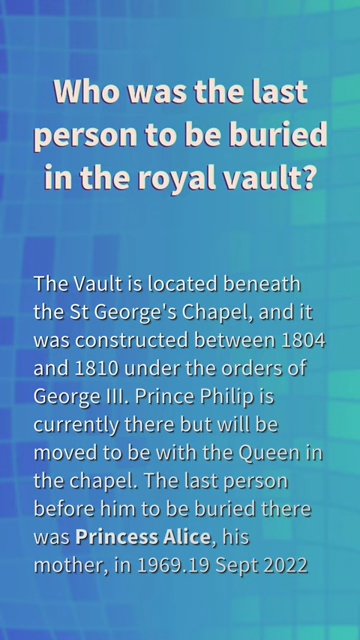 Who was the last
person to be buried
in the royal vault?
The Vault is located beneath
the St George's Chapel, and it
was constructed between 1804
and 1810 under the orders of
George III. Prince Philip is
currently there but will be
moved to be with the Queen in
the chapel. The last person
before him to be buried there
was Princess Alice, his
mother, in 1969.19 Sept 2022